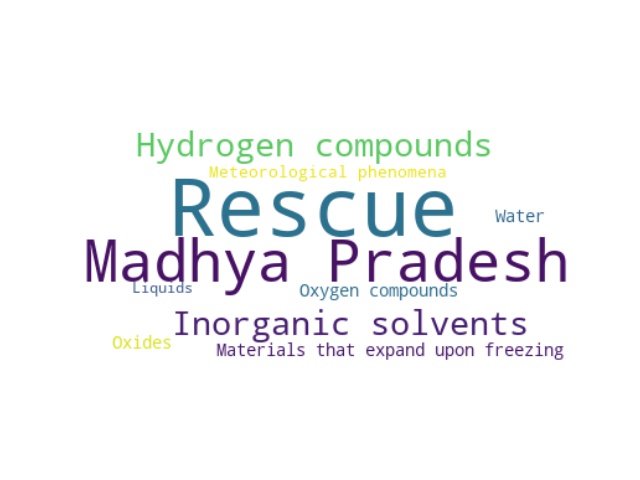 Hydrogen compounds
Meteorological phenomena
Rescue
Water
Madhya Pradesh
Liquids
Oxygen compounds
Inorganic solvents
Oxides
Materials that expand upon freezing